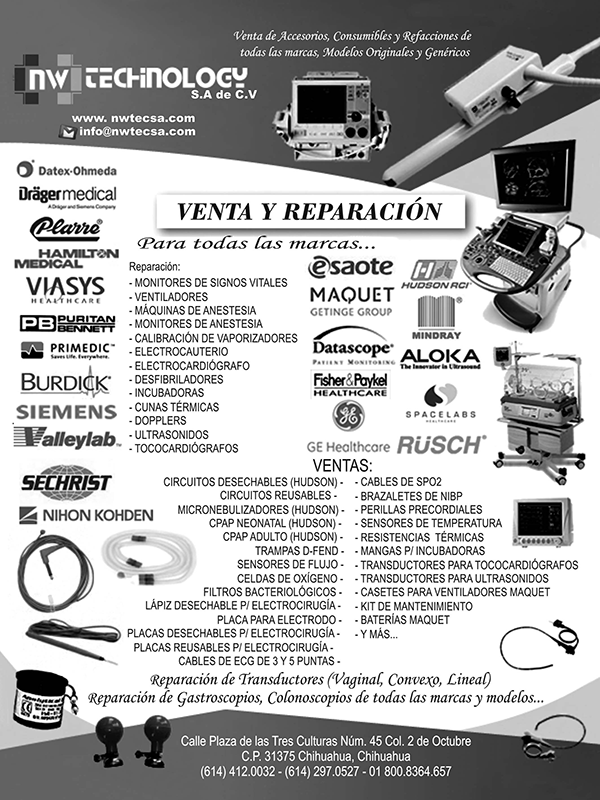 Venta de Accesorios, Consumibles y Refacciones de
todas las marcas, Modelos Originales y Genéricos
NW TECHNOLOGY
S.A de C.V
www. nwtecsa.com
info@nwtecsa.com
Datex-Ohmeda
Drägermedical
A Dräger and Siemens Company
Plarre®
HAMILTON
MEDICAL
VIASYS
HEALTHCARE
PB PURITAN
BENNETT
PRIMEDIC™
Saves Life. Everywhere.
BURDICK®
SIEMENS
Valleylab™
SECHRIST
NIHON KOHDEN
VENTA Y REPARACIÓN
Para todas las marcas...
Reparación:
- MONITORES DE SIGNOS VITALES
- VENTILADORES
- MÁQUINAS DE ANESTESIA
- MONITORES DE ANESTESIA
- CALIBRACIÓN DE VAPORIZADORES
- ELECTROCAUTERIO
- ELECTROCARDIÓGRAFO
- DESFIBRILADORES
- INCUBADORAS
- CUNAS TÉRMICAS
- DOPPLERS
- ULTRASONIDOS
- TOCOCARDIÓGRAFOS
esaote
HUDSON RCI®
MAQUET
GETINGE GROUP
MINDRAY
Datascope®
PATIENT MONITORING
ALOKA
The Innovator in Ultrasound
Fisher&Paykel
HEALTHCARE
SPACELABS
HEALTHCARE
GE
GE Healthcare
RÜSCH®
VENTAS:
CIRCUITOS DESECHABLES (HUDSON) -
CIRCUITOS REUSABLES -
MICRONEBULIZADORES (HUDSON) -
CPAP NEONATAL (HUDSON) -
CPAP ADULTO (HUDSON) -
TRAMPAS D-FEND -
SENSORES DE FLUJO -
CELDAS DE OXÍGENO -
FILTROS BACTERIOLÓGICOS -
LÁPIZ DESECHABLE P/ ELECTROCIRUGÍA -
PLACA PARA ELECTRODO -
PLACAS DESECHABLES P/ ELECTROCIRUGÍA -
PLACAS REUSABLES P/ ELECTROCIRUGÍA -
CABLES DE ECG DE 3 Y 5 PUNTAS -
- CABLES DE SPO2
- BRAZALETES DE NIBP
- PERILLAS PRECORDIALES
- SENSORES DE TEMPERATURA
- RESISTENCIAS TÉRMICAS
- MANGAS P/ INCUBADORAS
- TRANSDUCTORES PARA TOCOCARDIÓGRAFOS
- TRANSDUCTORES PARA ULTRASONIDOS
- CASETES PARA VENTILADORES MAQUET
- KIT DE MANTENIMIENTO
- BATERÍAS MAQUET
- Y MÁS...
Reparación de Transductores (Vaginal, Convexo, Lineal)
Reparación de Gastroscopios, Colonoscopios de todas las marcas y modelos...
Calle Plaza de las Tres Culturas Núm. 45 Col. 2 de Octubre
C.P. 31375 Chihuahua, Chihuahua
(614) 412.0032 - (614) 297.0527 - 01 800.8364.657